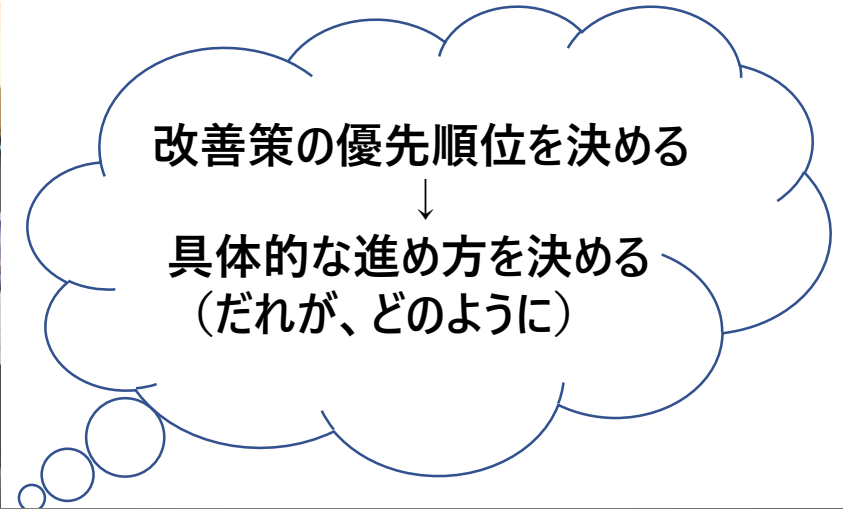 改善策の優先順位を決める
↓
具体的な進め方を決める
（だれが、どのように）